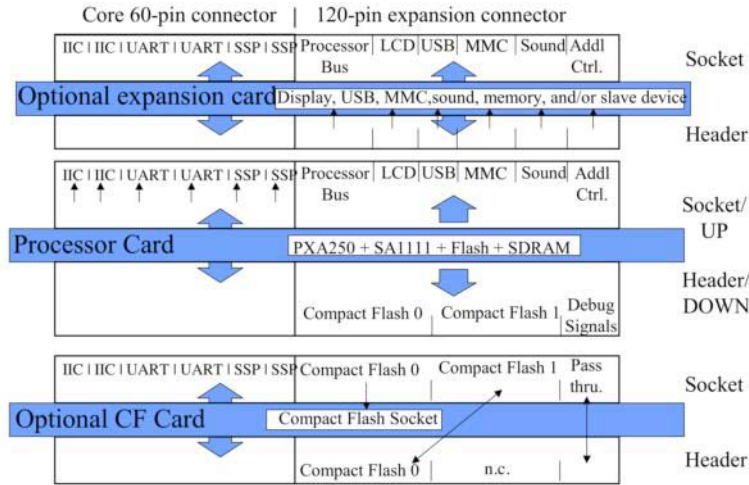 Core 60-pin connector | 120-pin expansion connector
IIC | IIC | UART | UART | SSP | SSP Processor Bus | LCD | USB | MMC | Sound | Addl Ctrl.
Socket
Optional expansion card Display, USB, MMC,sound, memory, and/or slave device
Header
IIC | IIC | UART | UART | SSP | SSP Processor Bus | LCD | USB | MMC | Sound | Addl Ctrl.
Socket/
UP
Processor Card PXA250 + SA1111 + Flash + SDRAM
Header/
DOWN
Compact Flash 0 | Compact Flash 1 | Debug Signals
IIC | IIC | UART | UART | SSP | SSP Compact Flash 0 | Compact Flash 1 | Pass thru.
Socket
Optional CF Card Compact Flash Socket
Compact Flash 0 | n.c.
Header